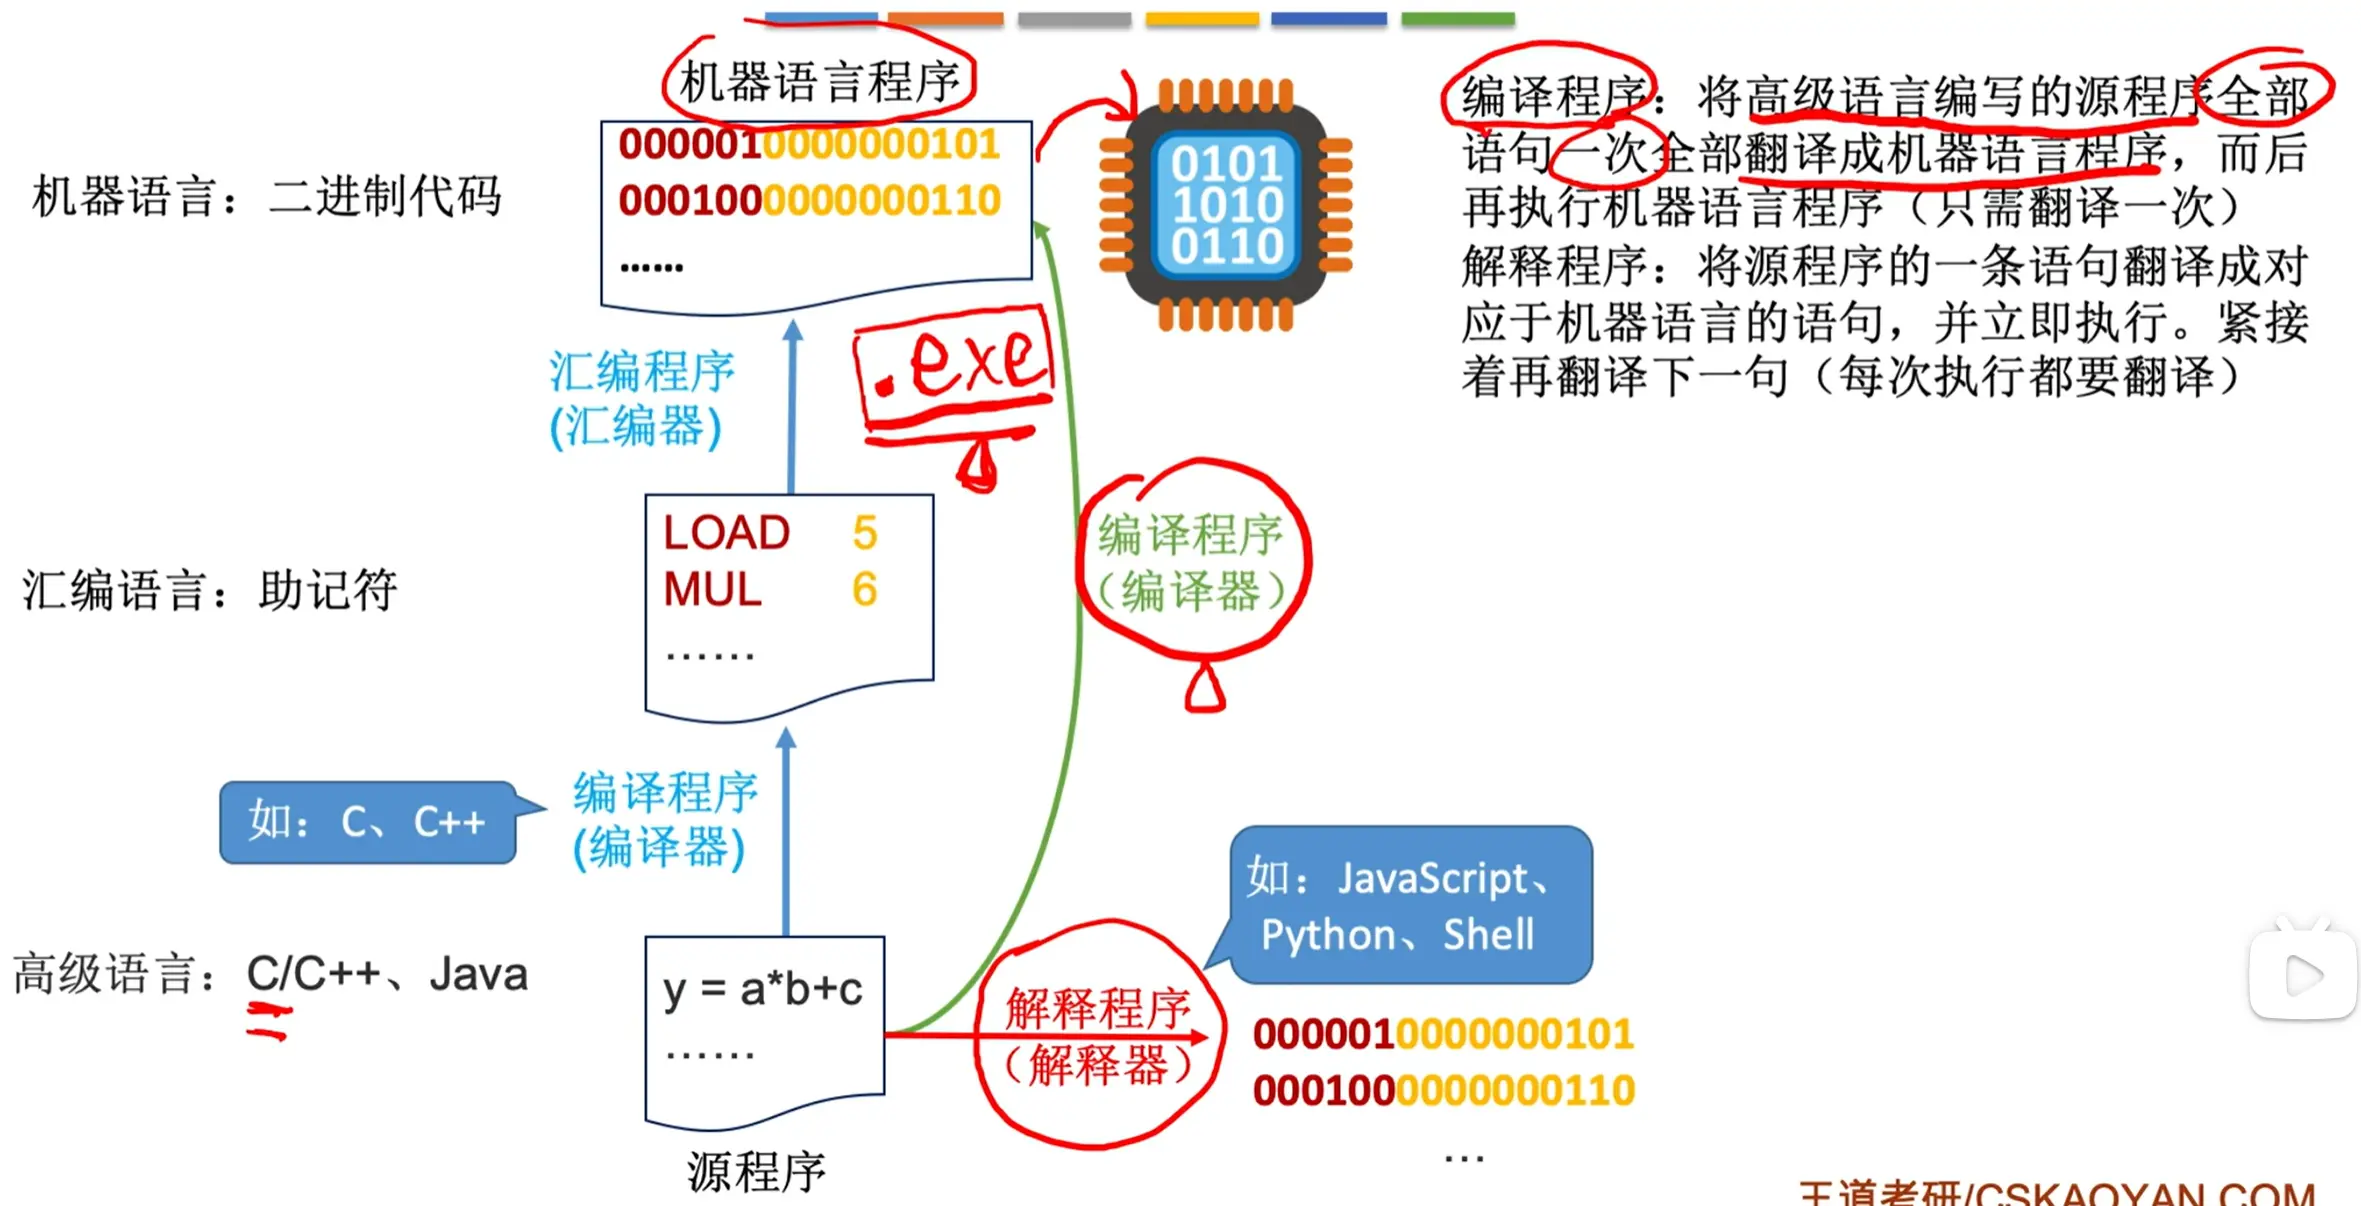 机器语言程序
0000010000000101
0001000000000110
……
机器语言：二进制代码
0101
1010
0110
编译程序：将高级语言编写的源程序全部
语句一次全部翻译成机器语言程序，而后
再执行机器语言程序（只需翻译一次）
解释程序：将源程序的一条语句翻译成对
应于机器语言的语句，并立即执行。紧接
着再翻译下一句（每次执行都要翻译）
汇编程序
(汇编器)
.exe
汇编语言：助记符
LOAD 5
MUL 6
……
编译程序
（编译器）
如：C、C++
编译程序
(编译器)
高级语言：C/C++、Java
y = a*b+c
……
源程序
解释程序
（解释器）
如：JavaScript、
Python、Shell
0000010000000101
0001000000000110
…
王道考研/CSKAOYAN.COM